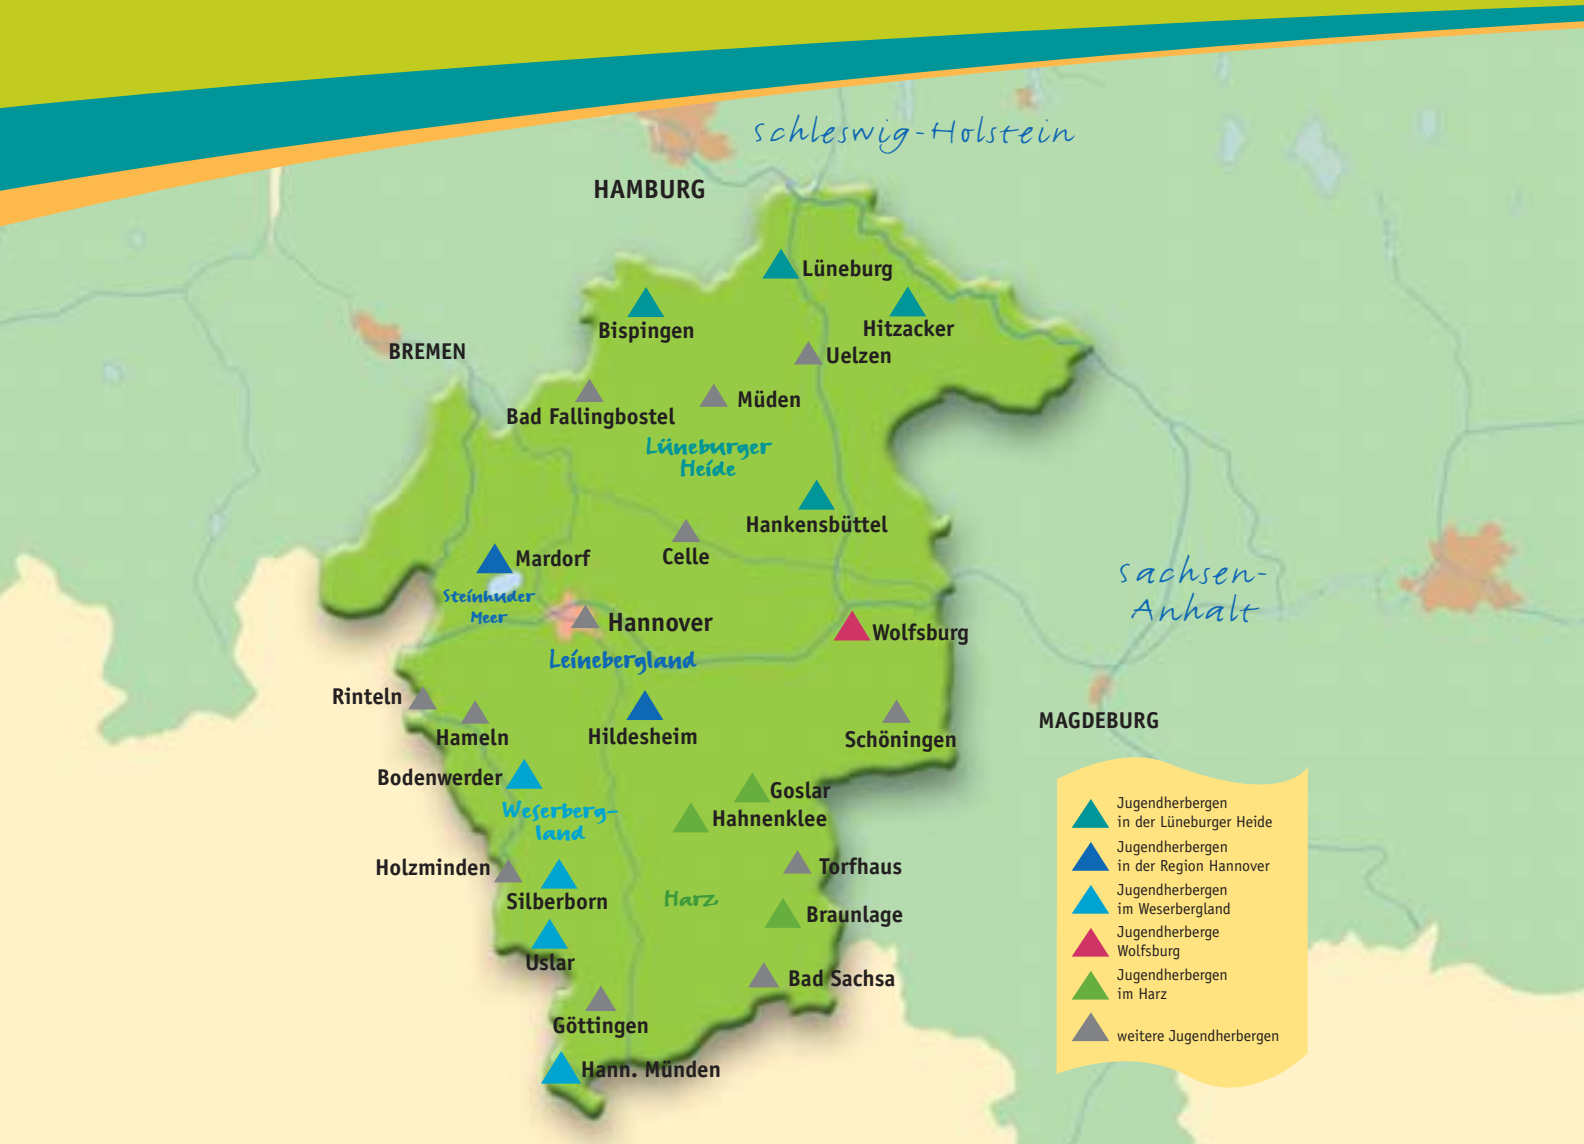 Schleswig-Holstein
HAMBURG
Lüneburg
Hitzacker
Bispingen
Uelzen
BREMEN
Müden
Bad Fallingbostel
Lüneburger
Heide
Hankensbüttel
Celle
Mardorf
Steinhuder
Meer
Sachsen-
Anhalt
Hannover
Wolfsburg
Leinebergland
Rinteln
Hameln
Hildesheim
Schöningen
MAGDEBURG
Bodenwerder
Goslar
Weserberg-
land
Hahnenklee
Holzminden
Torfhaus
Silberborn
Harz
Braunlage
Uslar
Bad Sachsa
Göttingen
Hann. Münden
Jugendherbergen
in der Lüneburger Heide
Jugendherbergen
in der Region Hannover
Jugendherbergen
im Weserbergland
Jugendherberge
Wolfsburg
Jugendherbergen
im Harz
weitere Jugendherbergen